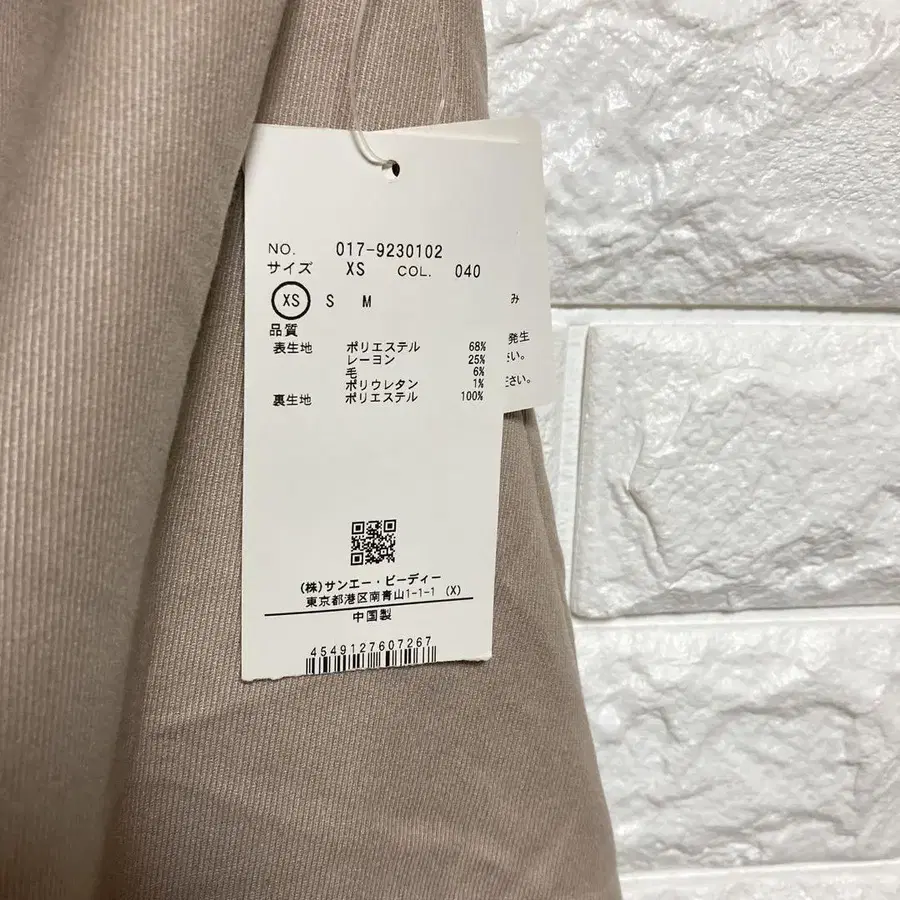 NO. 017-9230102
サイズ XS COL. 040
XS S M
品質
表生地 ポリエステル 68%
レーヨン 25%
毛 6%
ポリウレタン 1%
裏生地 ポリエステル 100%
み
発生
さい。
ださい。
(株)サンエー・ビーディー
東京都港区南青山1-1-1 (X)
中国製
4549127607267